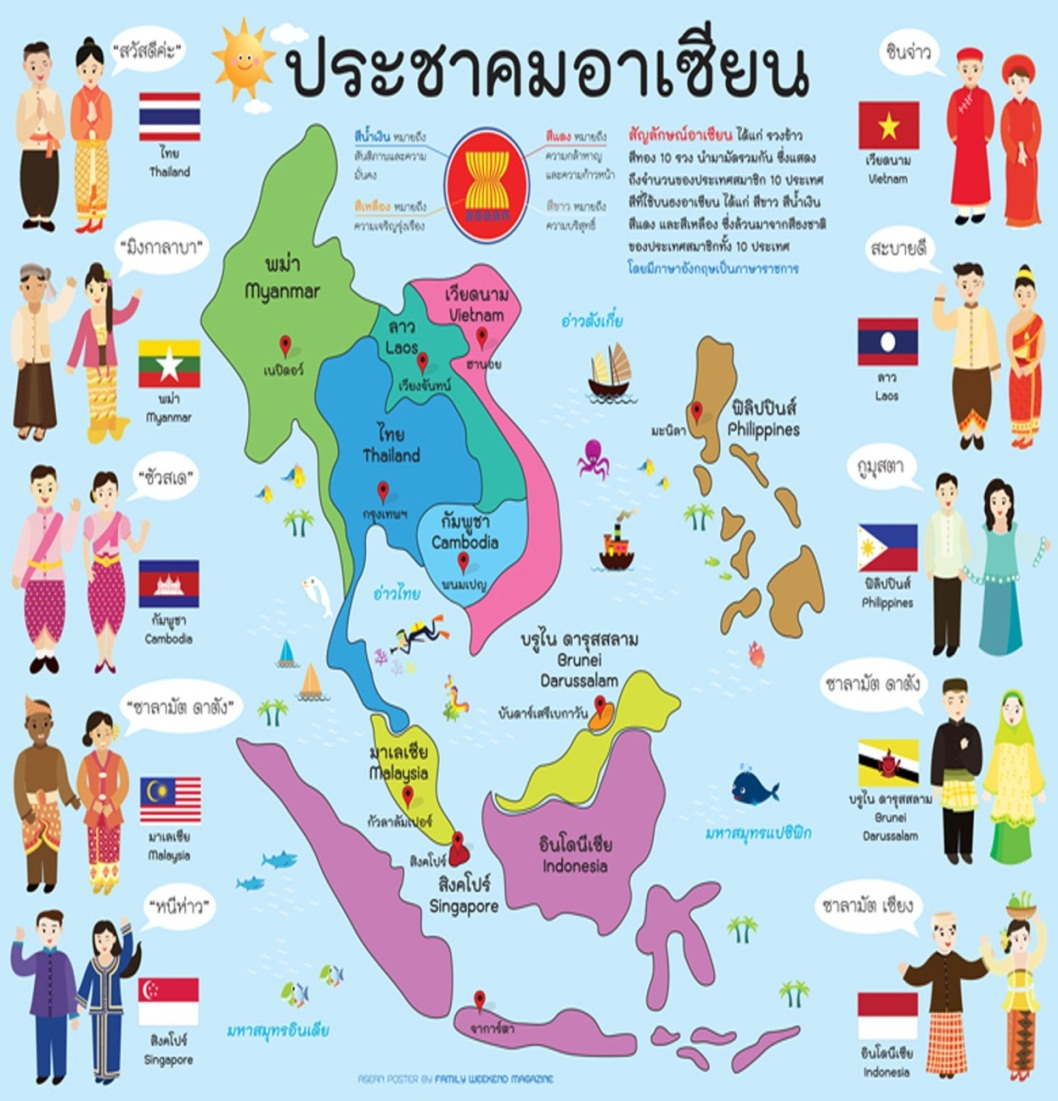 ประชาคมอาเซียน
"สวัสดีค่ะ"
ไทย
Thailand
"มิงกาลาบา"
พม่า
Myanmar
"ซัวสเด"
กัมพูชา
Cambodia
"ซาลามัต ดาตัง"
มาเลเซีย
Malaysia
"หนีห่าว"
สิงคโปร์
Singapore
สีน้ำเงิน หมายถึง
สันติภาพและความ
มั่นคง
สีเหลือง หมายถึง
ความเจริญรุ่งเรือง
asean
สีแดง หมายถึง
ความกล้าหาญ
และความก้าวหน้า
สีขาว หมายถึง
ความบริสุทธิ์
สัญลักษณ์อาเซียน ได้แก่ รวงข้าว
สีทอง 10 รวง นำมามัดรวมกัน ซึ่งแสดง
ถึงจำนวนของประเทศสมาชิก 10 ประเทศ
สีที่ใช้บนธงอาเซียน ได้แก่ สีขาว สีน้ำเงิน
สีแดง และสีเหลือง ซึ่งล้วนมาจากสีธงชาติ
ของประเทศสมาชิกทั้ง 10 ประเทศ
โดยมีภาษาอังกฤษเป็นภาษาราชการ
พม่า
Myanmar
เนปิดอว์
เวียดนาม
Vietnam
ฮานอย
ลาว
Laos
เวียงจันทน์
อ่าวตังเกี๋ย
ไทย
Thailand
กรุงเทพฯ
ฟิลิปปินส์
Philippines
มะนิลา
กัมพูชา
Cambodia
พนมเปญ
อ่าวไทย
บรูไน ดารุสสลาม
Brunei
Darussalam
บันดาร์เสรีเบกาวัน
มาเลเซีย
Malaysia
กัวลาลัมเปอร์
สิงคโปร์
สิงคโปร์
Singapore
อินโดนีเซีย
Indonesia
มหาสมุทรแปซิฟิก
จาการ์ตา
มหาสมุทรอินเดีย
ASEAN POSTER BY FAMILY WEEKEND MAGAZINE
ซินจ่าว
เวียดนาม
Vietnam
สะบายดี
ลาว
Laos
กูมุสตา
ฟิลิปปินส์
Philippines
ซาลามัต ดาตัง
บรูไน ดารุสสลาม
Brunei
Darussalam
ซาลามัต เซียง
อินโดนีเซีย
Indonesia